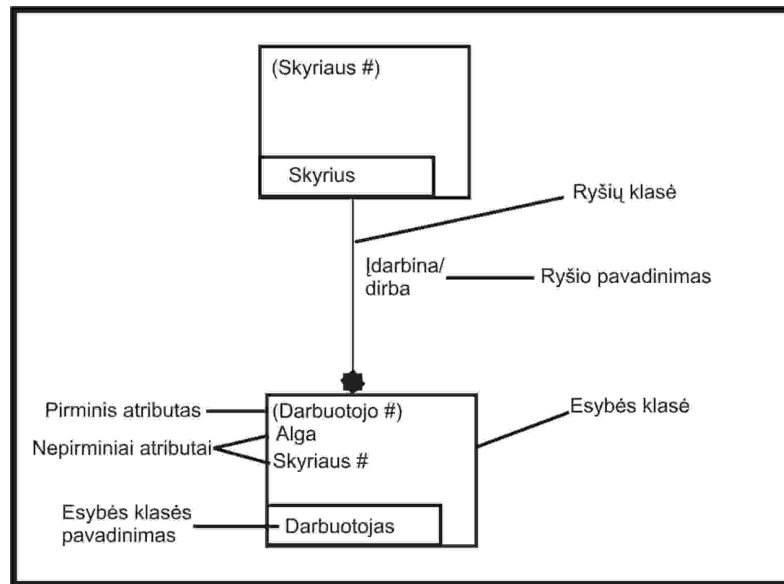 (Skyriaus #)
Skyrius
Ryšių klasė
Įdarbina/
dirba
Ryšio pavadinimas
Pirminis atributas
(Darbuotojo #)
Esybės klasė
Nepirminiai atributai
Alga
Skyriaus #
Esybės klasės
pavadinimas
Darbuotojas